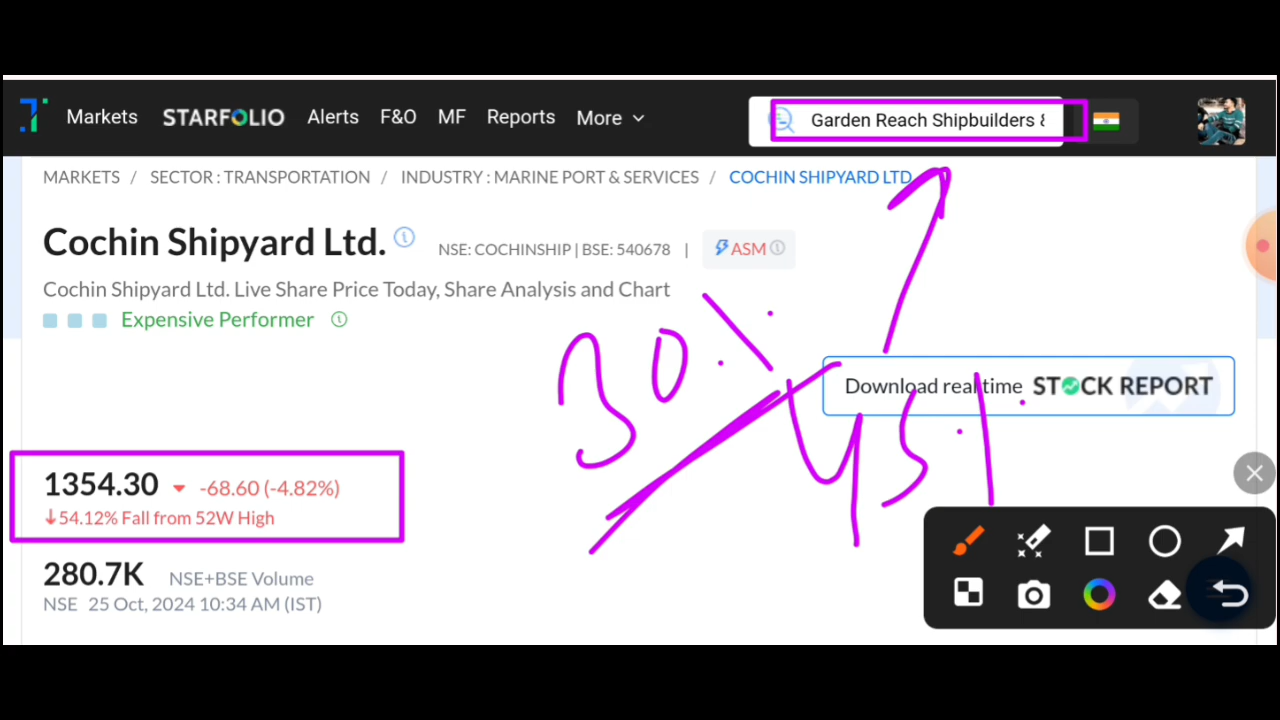 Markets STARFOLIO Alerts F&O MF Reports More Garden Reach Shipbuilders &
MARKETS / SECTOR : TRANSPORTATION / INDUSTRY : MARINE PORT & SERVICES / COCHIN SHIPYARD LTD.
Cochin Shipyard Ltd. NSE: COCHINSHIP | BSE: 540678 | ASM
Cochin Shipyard Ltd. Live Share Price Today, Share Analysis and Chart
Expensive Performer
30%
Download realtime STOCK REPORT
45%
1354.30 -68.60 (-4.82%)
↓54.12% Fall from 52W High
280.7K NSE+BSE Volume
NSE 25 Oct, 2024 10:34 AM (IST)